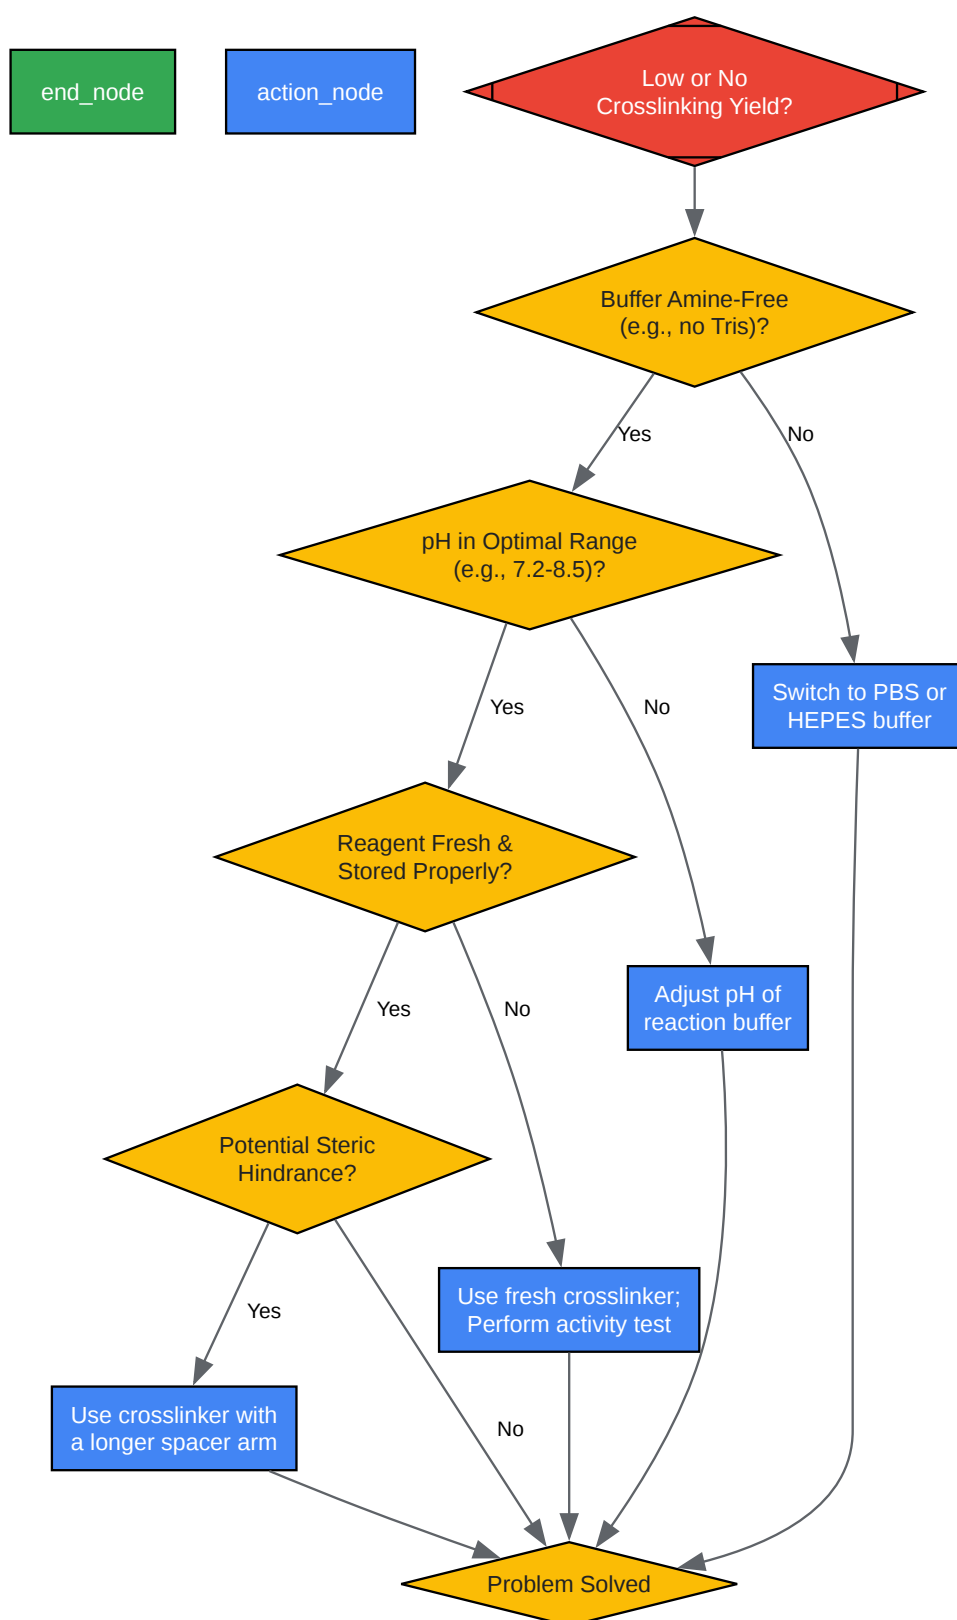 end_node
action_node
Low or No
Crosslinking Yield?
Buffer Amine-Free
(e.g., no Tris)?
Yes
No
pH in Optimal Range
(e.g., 7.2-8.5)?
Switch to PBS or
HEPES buffer
Yes
No
Reagent Fresh &
Stored Properly?
Adjust pH of
reaction buffer
Yes
No
Potential Steric
Hindrance?
Use fresh crosslinker;
Perform activity test
Yes
Use crosslinker with
a longer spacer arm
No
Problem Solved